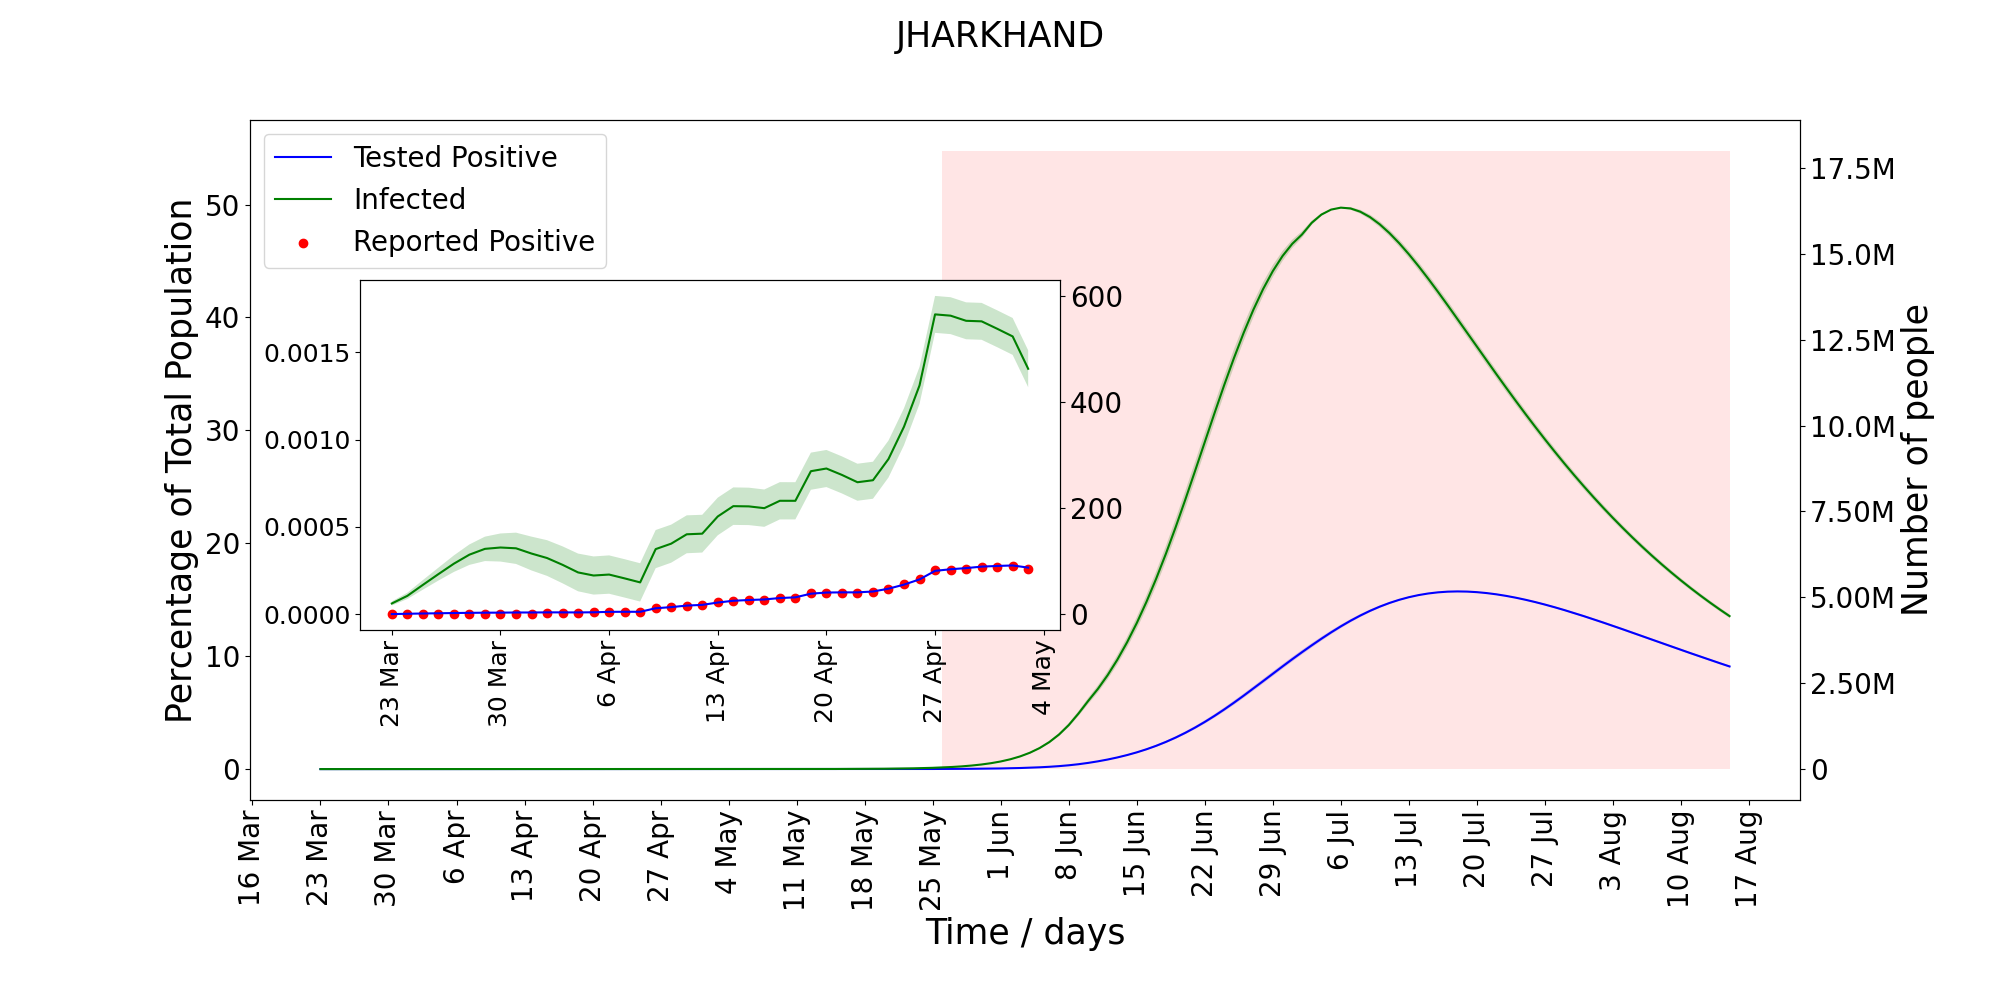 JHARKHAND
Tested Positive
Infected
Reported Positive
Percentage of Total Population
50
40
30
20
10
0
17.5M
15.0M
12.5M
10.0M
7.50M
5.00M
2.50M
0
Number of people
0.0015
0.0010
0.0005
0.0000
600
400
200
0
23 Mar
30 Mar
6 Apr
13 Apr
20 Apr
27 Apr
4 May
16 Mar
23 Mar
30 Mar
6 Apr
13 Apr
20 Apr
27 Apr
4 May
11 May
18 May
25 May
1 Jun
8 Jun
15 Jun
22 Jun
29 Jun
6 Jul
13 Jul
20 Jul
27 Jul
3 Aug
10 Aug
17 Aug
Time / days